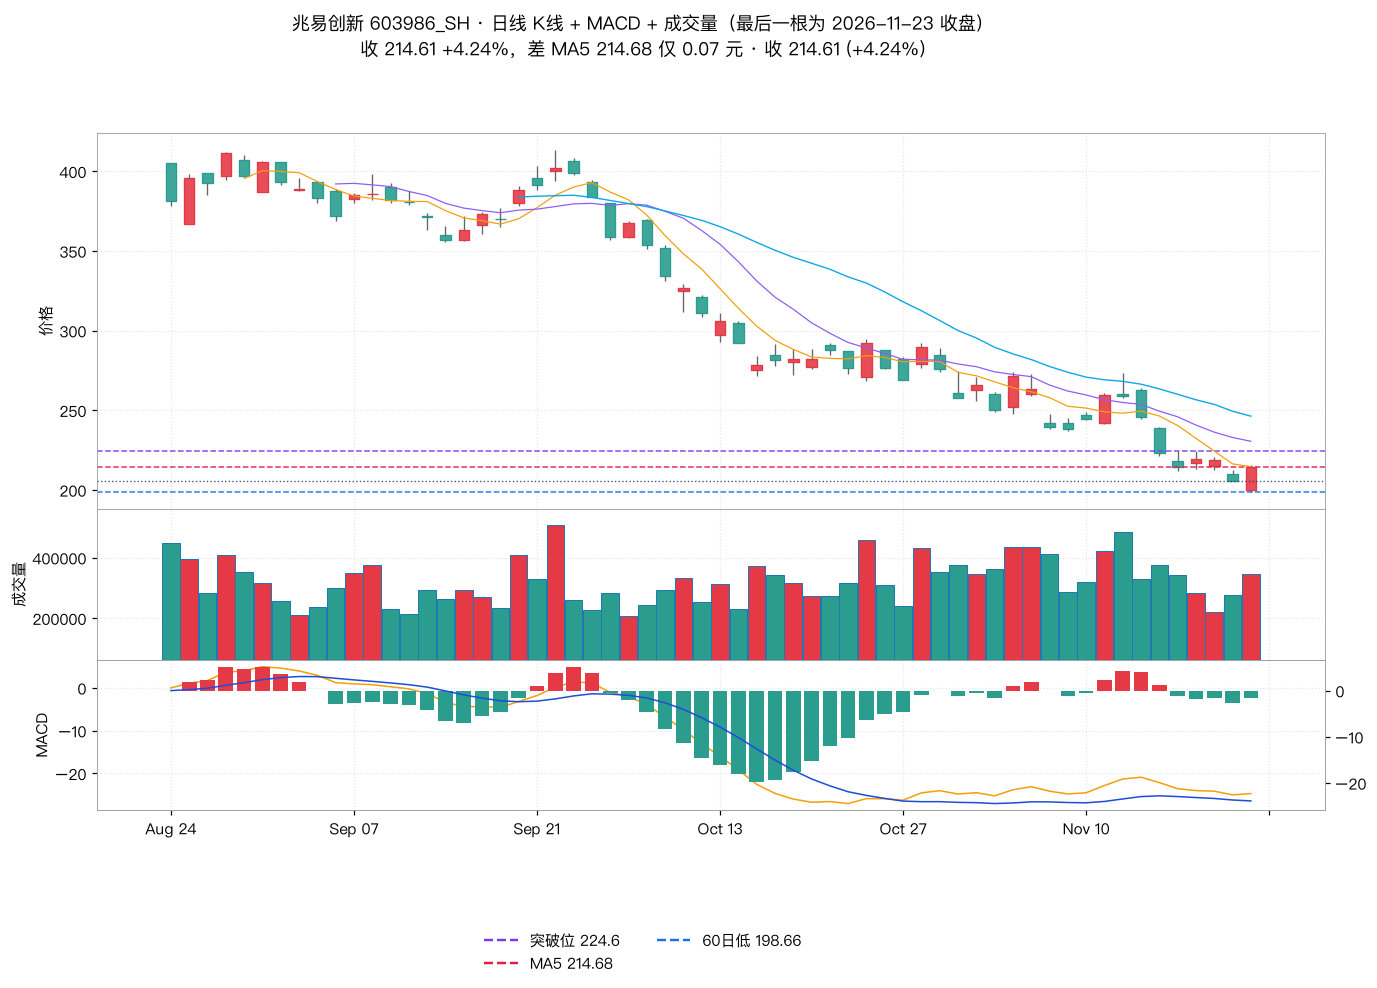 兆易创新 603986_SH · 日线 K线 + MACD + 成交量（最后一根为 2026-11-23 收盘）
收 214.61 +4.24%，差 MA5 214.68 仅 0.07 元 · 收 214.61 (+4.24%)
价格
400
350
300
250
200
成交量
400000
200000
MACD
0
−10
−20
0
−10
−20
Aug 24
Sep 07
Sep 21
Oct 13
Oct 27
Nov 10
突破位 224.6
MA5 214.68
60日低 198.66